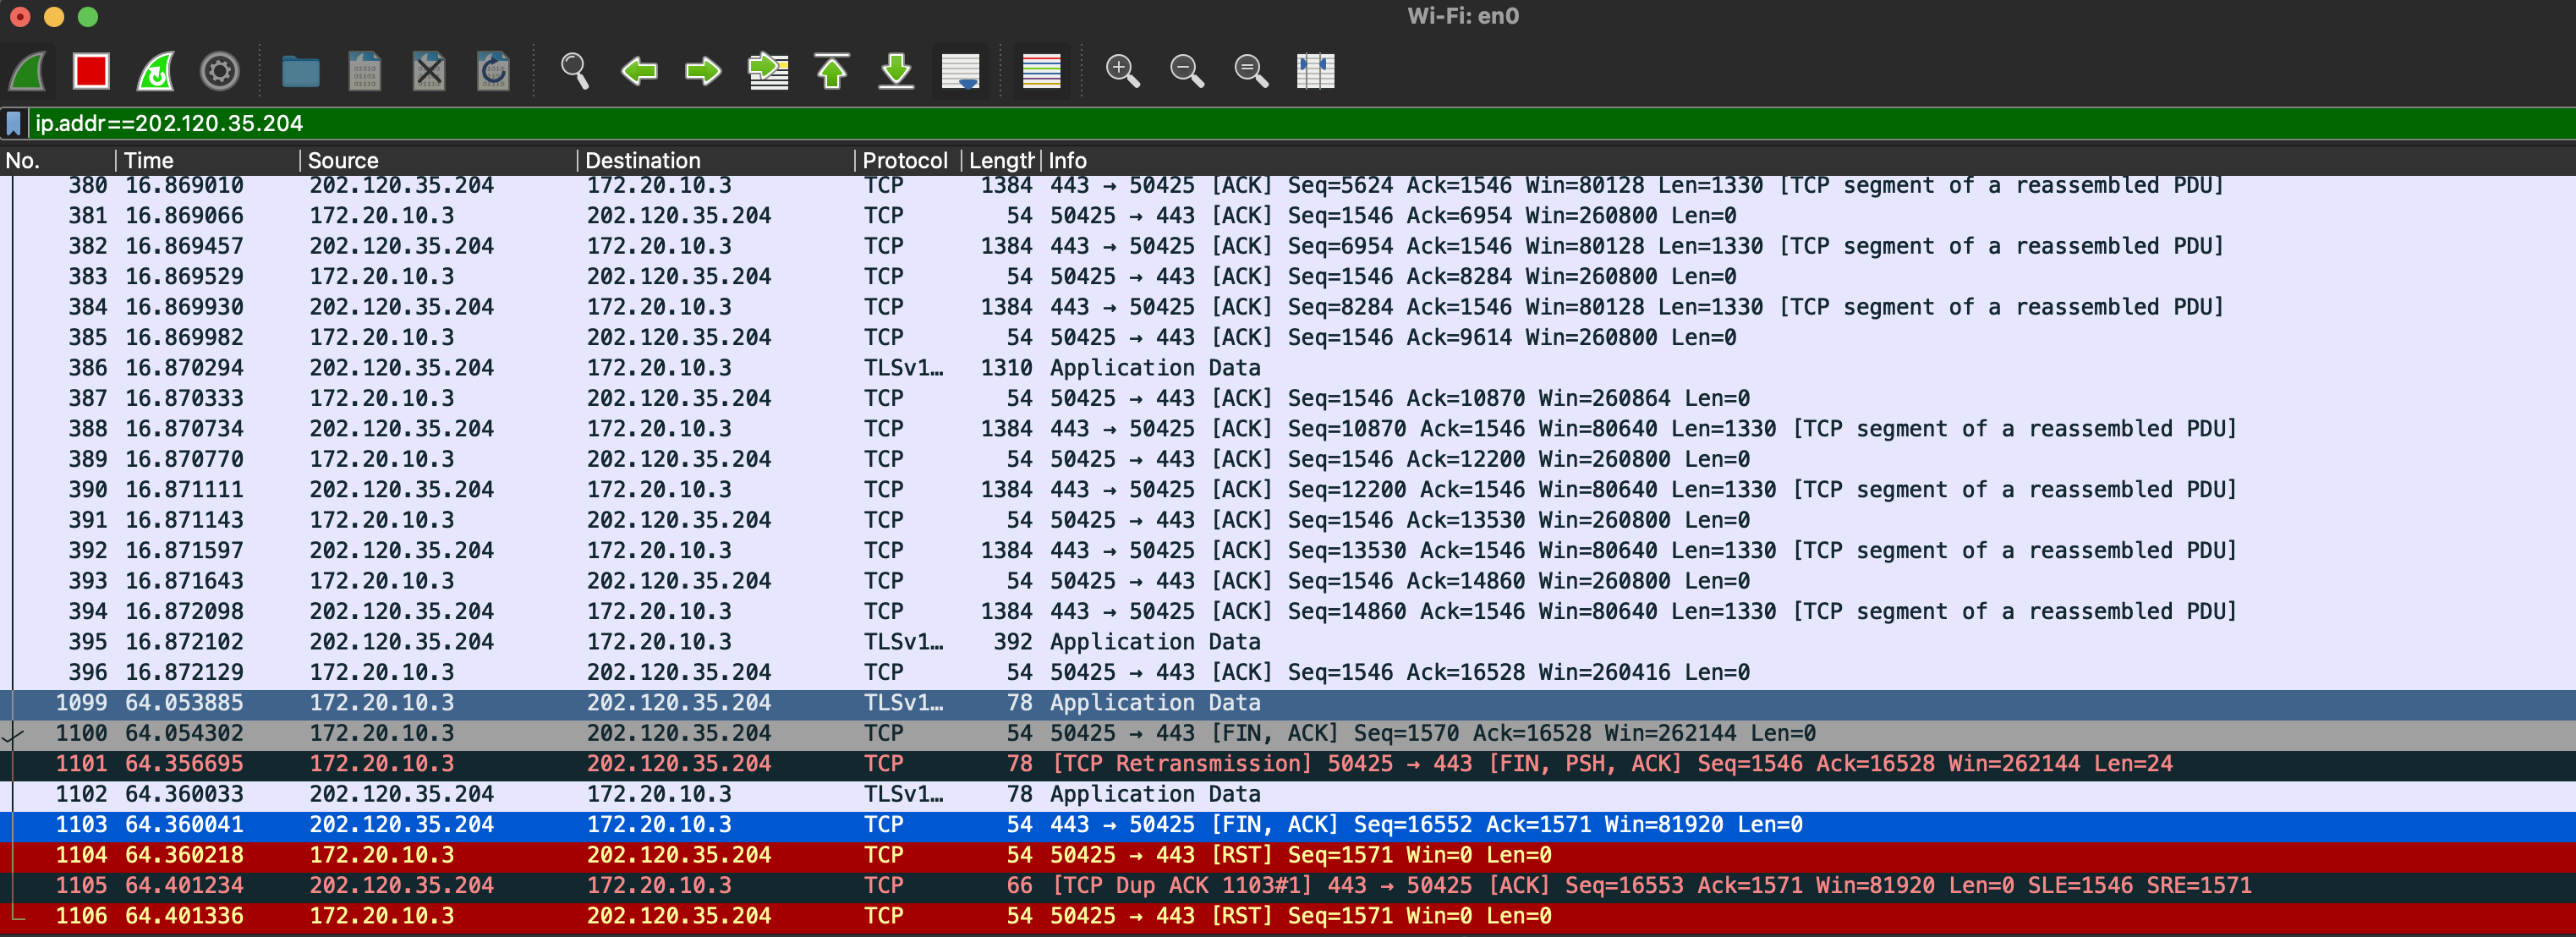 Wi-Fi: en0
ip.addr==202.120.35.204
No. Time Source Destination Protocol Length Info
380 16.869010 202.120.35.204 172.20.10.3 TCP 1384 443 → 50425 [ACK] Seq=5624 Ack=1546 Win=80128 Len=1330 [TCP segment of a reassembled PDU]
381 16.869066 172.20.10.3 202.120.35.204 TCP 54 50425 → 443 [ACK] Seq=1546 Ack=6954 Win=260800 Len=0
382 16.869457 202.120.35.204 172.20.10.3 TCP 1384 443 → 50425 [ACK] Seq=6954 Ack=1546 Win=80128 Len=1330 [TCP segment of a reassembled PDU]
383 16.869529 172.20.10.3 202.120.35.204 TCP 54 50425 → 443 [ACK] Seq=1546 Ack=8284 Win=260800 Len=0
384 16.869930 202.120.35.204 172.20.10.3 TCP 1384 443 → 50425 [ACK] Seq=8284 Ack=1546 Win=80128 Len=1330 [TCP segment of a reassembled PDU]
385 16.869982 172.20.10.3 202.120.35.204 TCP 54 50425 → 443 [ACK] Seq=1546 Ack=9614 Win=260800 Len=0
386 16.870294 202.120.35.204 172.20.10.3 TLSv1… 1310 Application Data
387 16.870333 172.20.10.3 202.120.35.204 TCP 54 50425 → 443 [ACK] Seq=1546 Ack=10870 Win=260864 Len=0
388 16.870734 202.120.35.204 172.20.10.3 TCP 1384 443 → 50425 [ACK] Seq=10870 Ack=1546 Win=80640 Len=1330 [TCP segment of a reassembled PDU]
389 16.870770 172.20.10.3 202.120.35.204 TCP 54 50425 → 443 [ACK] Seq=1546 Ack=12200 Win=260800 Len=0
390 16.871111 202.120.35.204 172.20.10.3 TCP 1384 443 → 50425 [ACK] Seq=12200 Ack=1546 Win=80640 Len=1330 [TCP segment of a reassembled PDU]
391 16.871143 172.20.10.3 202.120.35.204 TCP 54 50425 → 443 [ACK] Seq=1546 Ack=13530 Win=260800 Len=0
392 16.871597 202.120.35.204 172.20.10.3 TCP 1384 443 → 50425 [ACK] Seq=13530 Ack=1546 Win=80640 Len=1330 [TCP segment of a reassembled PDU]
393 16.871643 172.20.10.3 202.120.35.204 TCP 54 50425 → 443 [ACK] Seq=1546 Ack=14860 Win=260800 Len=0
394 16.872098 202.120.35.204 172.20.10.3 TCP 1384 443 → 50425 [ACK] Seq=14860 Ack=1546 Win=80640 Len=1330 [TCP segment of a reassembled PDU]
395 16.872102 202.120.35.204 172.20.10.3 TLSv1… 392 Application Data
396 16.872129 172.20.10.3 202.120.35.204 TCP 54 50425 → 443 [ACK] Seq=1546 Ack=16528 Win=260416 Len=0
1099 64.053885 172.20.10.3 202.120.35.204 TLSv1… 78 Application Data
1100 64.054302 172.20.10.3 202.120.35.204 TCP 54 50425 → 443 [FIN, ACK] Seq=1570 Ack=16528 Win=262144 Len=0
1101 64.356695 172.20.10.3 202.120.35.204 TCP 78 [TCP Retransmission] 50425 → 443 [FIN, PSH, ACK] Seq=1546 Ack=16528 Win=262144 Len=24
1102 64.360033 202.120.35.204 172.20.10.3 TLSv1… 78 Application Data
1103 64.360041 202.120.35.204 172.20.10.3 TCP 54 443 → 50425 [FIN, ACK] Seq=16552 Ack=1571 Win=81920 Len=0
1104 64.360218 172.20.10.3 202.120.35.204 TCP 54 50425 → 443 [RST] Seq=1571 Win=0 Len=0
1105 64.401234 202.120.35.204 172.20.10.3 TCP 66 [TCP Dup ACK 1103#1] 443 → 50425 [ACK] Seq=16553 Ack=1571 Win=81920 Len=0 SLE=1546 SRE=1571
1106 64.401336 172.20.10.3 202.120.35.204 TCP 54 50425 → 443 [RST] Seq=1571 Win=0 Len=0